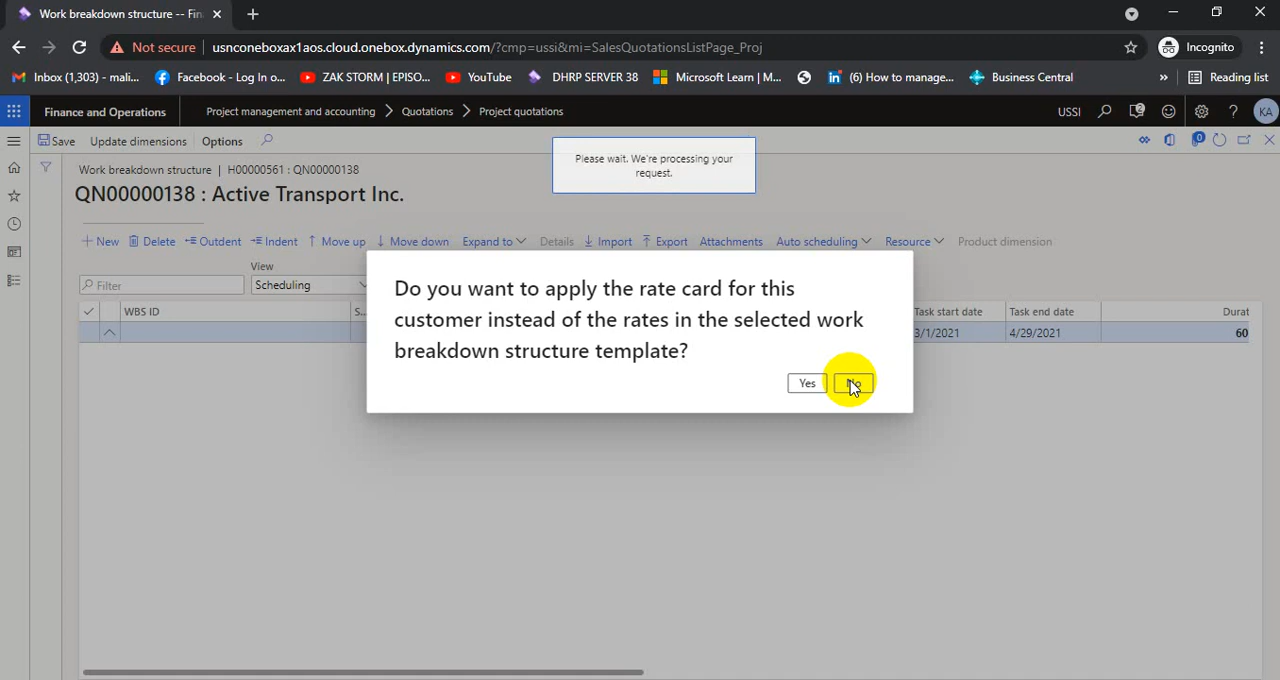 Work breakdown structure -- Fin
Not secure | usnconeboxax1aos.cloud.onebox.dynamics.com/?cmp=ussi&mi=SalesQuotationsListPage_Proj
Incognito
Inbox (1,303) - mali...
Facebook - Log In o...
ZAK STORM | EPISO...
YouTube
DHRP SERVER 38
Microsoft Learn | M...
(6) How to manage...
Business Central
»
Reading list
Finance and Operations
Project management and accounting
Quotations
Project quotations
USSI
2
?
KA
Save
Update dimensions
Options
0
Please wait. We're processing your
request.
Work breakdown structure | H00000561 : QN00000138
QN00000138 : Active Transport Inc.
New
Delete
Outdent
Indent
Move up
Move down
Expand to
Details
Import
Export
Attachments
Auto scheduling
Resource
Product dimension
View
Filter
Scheduling
WBS ID
S...
Task start date
Task end date
Durat
3/1/2021
4/29/2021
60
Do you want to apply the rate card for this
customer instead of the rates in the selected work
breakdown structure template?
Yes
No